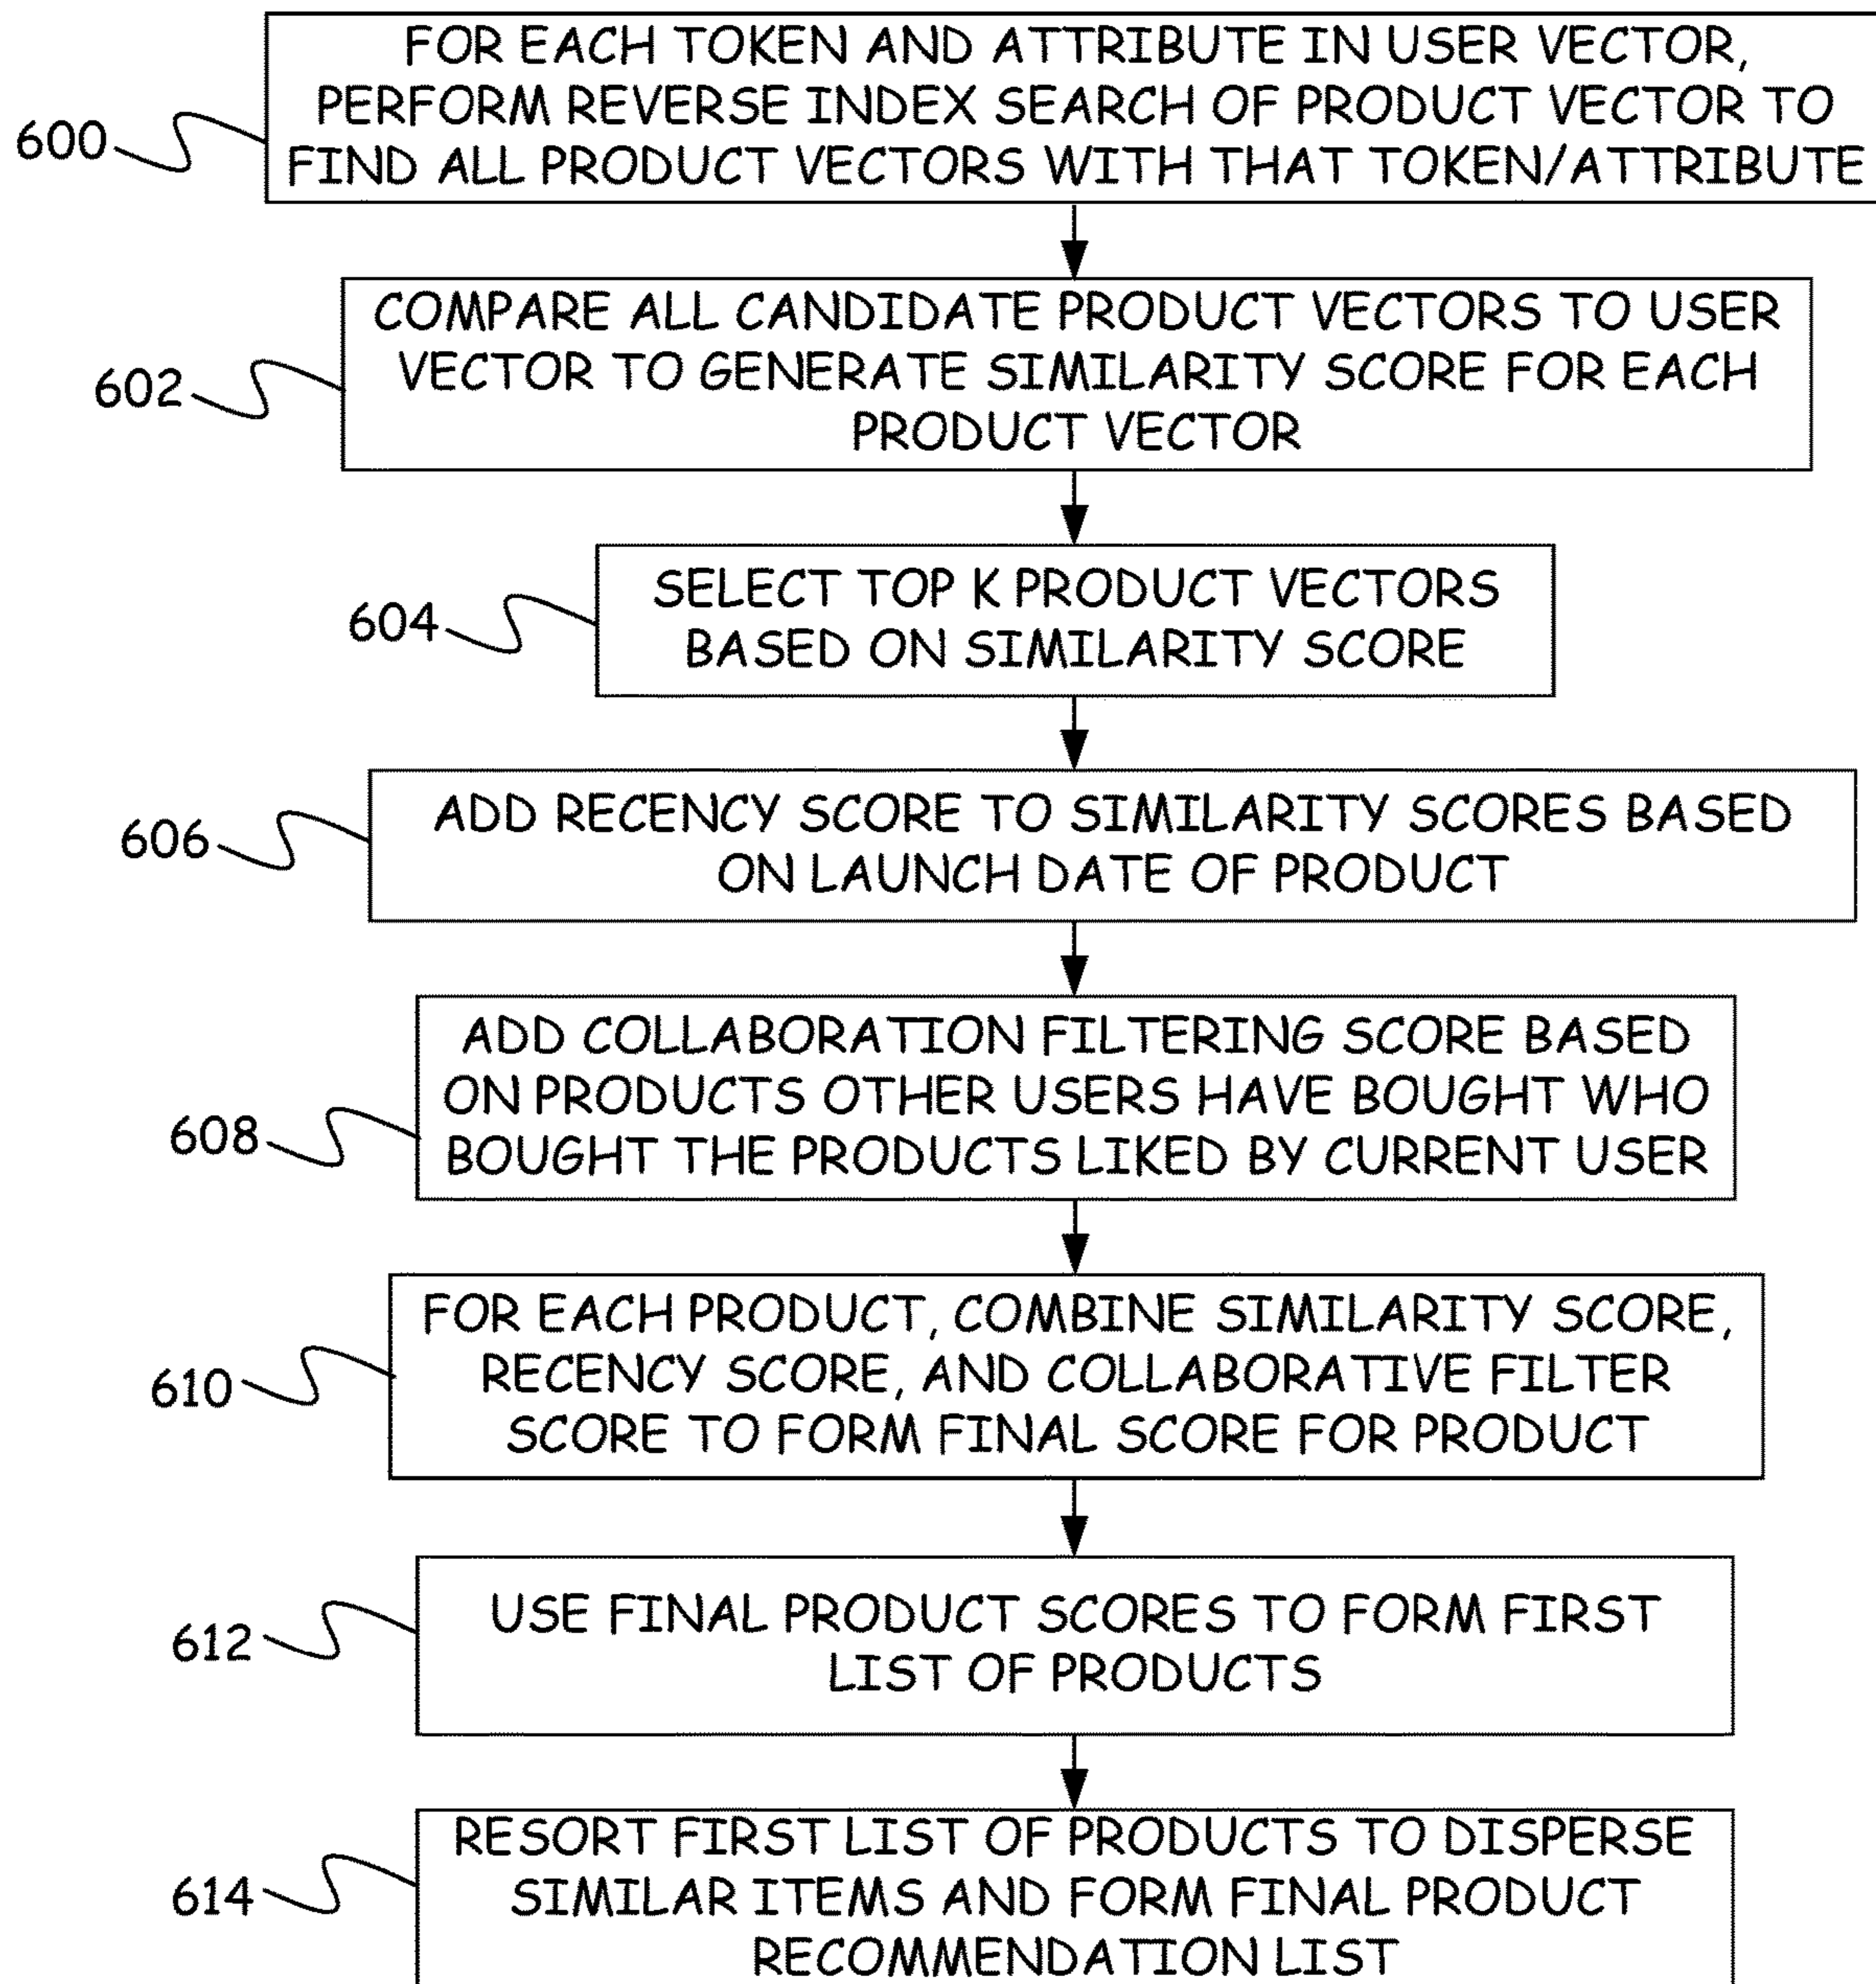 FOR EACH TOKEN AND ATTRIBUTE IN USER VECTOR,
PERFORM REVERSE INDEX SEARCH OF PRODUCT VECTOR TO
FIND ALL PRODUCT VECTORS WITH THAT TOKEN/ATTRIBUTE
600
COMPARE ALL CANDIDATE PRODUCT VECTORS TO USER
VECTOR TO GENERATE SIMILARITY SCORE FOR EACH
PRODUCT VECTOR
602
SELECT TOP K PRODUCT VECTORS
BASED ON SIMILARITY SCORE
604
ADD RECENCY SCORE TO SIMILARITY SCORES BASED
ON LAUNCH DATE OF PRODUCT
606
ADD COLLABORATION FILTERING SCORE BASED
ON PRODUCTS OTHER USERS HAVE BOUGHT WHO
BOUGHT THE PRODUCTS LIKED BY CURRENT USER
608
FOR EACH PRODUCT, COMBINE SIMILARITY SCORE,
RECENCY SCORE, AND COLLABORATIVE FILTER
SCORE TO FORM FINAL SCORE FOR PRODUCT
610
USE FINAL PRODUCT SCORES TO FORM FIRST
LIST OF PRODUCTS
612
RESORT FIRST LIST OF PRODUCTS TO DISPERSE
SIMILAR ITEMS AND FORM FINAL PRODUCT
RECOMMENDATION LIST
614